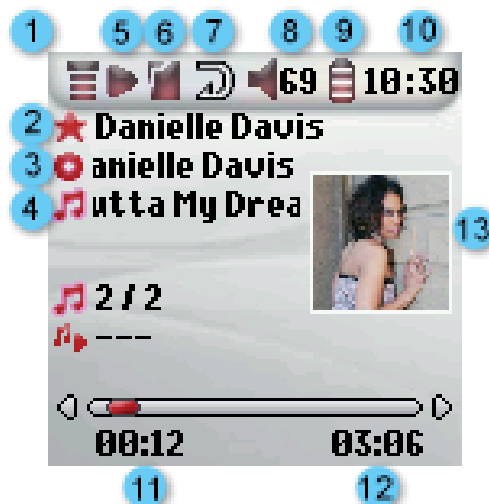 1 5 6 7 8 9 10
69 10:30
2 Danielle Davis
3 anielle Davis
4 utta My Drea
13
2 / 2
---
00:12 03:06
11 12